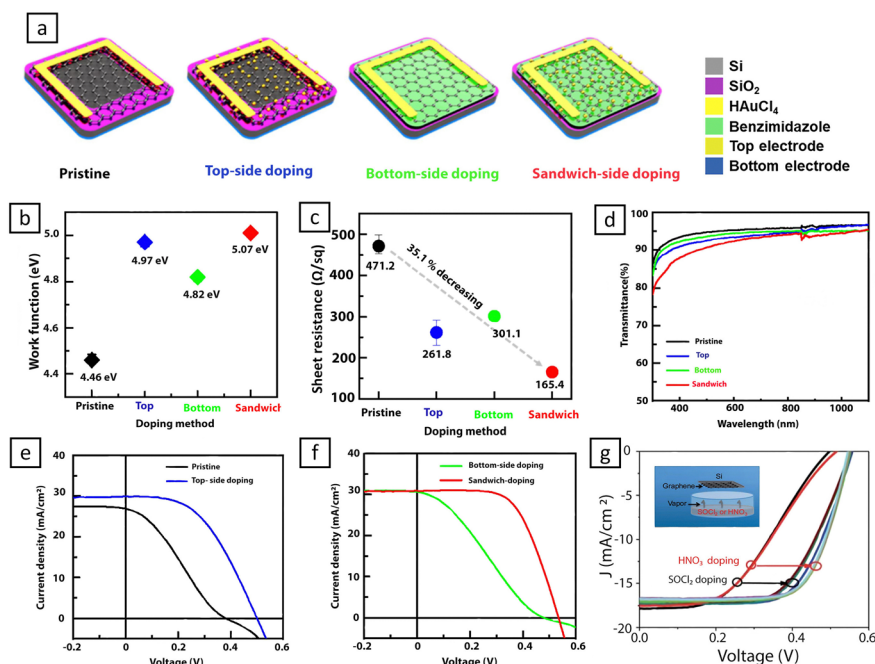 a
Pristine
Top-side doping
Bottom-side doping
Sandwich-side doping
Si
SiO₂
HAuCl₄
Benzimidazole
Top electrode
Bottom electrode
b
Work function (eV)
5.0
4.8
4.6
4.4
4.97 eV
5.07 eV
4.82 eV
4.46 eV
Pristine
Top
Bottom
Sandwich
Doping method
c
Sheet resistance (Ω/sq)
500
400
300
200
100
471.2
35.1 % decreasing
261.8
301.1
165.4
Pristine
Top
Bottom
Sandwich
Doping method
d
Transmittance(%)
100
90
80
70
60
50
Pristine
Top
Bottom
Sandwich
300
600
900
Wavelength (nm)
e
Current density (mA/cm²)
40
30
20
10
0
Pristine
Top- side doping
-0.2
0
0.2
0.4
0.6
Voltage (V)
f
Current density (mA/cm²)
40
30
20
10
0
Bottom-side doping
Sandwich-doping
-0.2
0
0.2
0.4
0.6
Voltage (V)
g
J (mA/cm²)
0
-5
-10
-15
-20
Si
Graphene
Vapor
SOCl₂ or HNO₃
HNO₃ doping
SOCl₂ doping
0.0
0.2
0.4
0.6
Voltage (V)